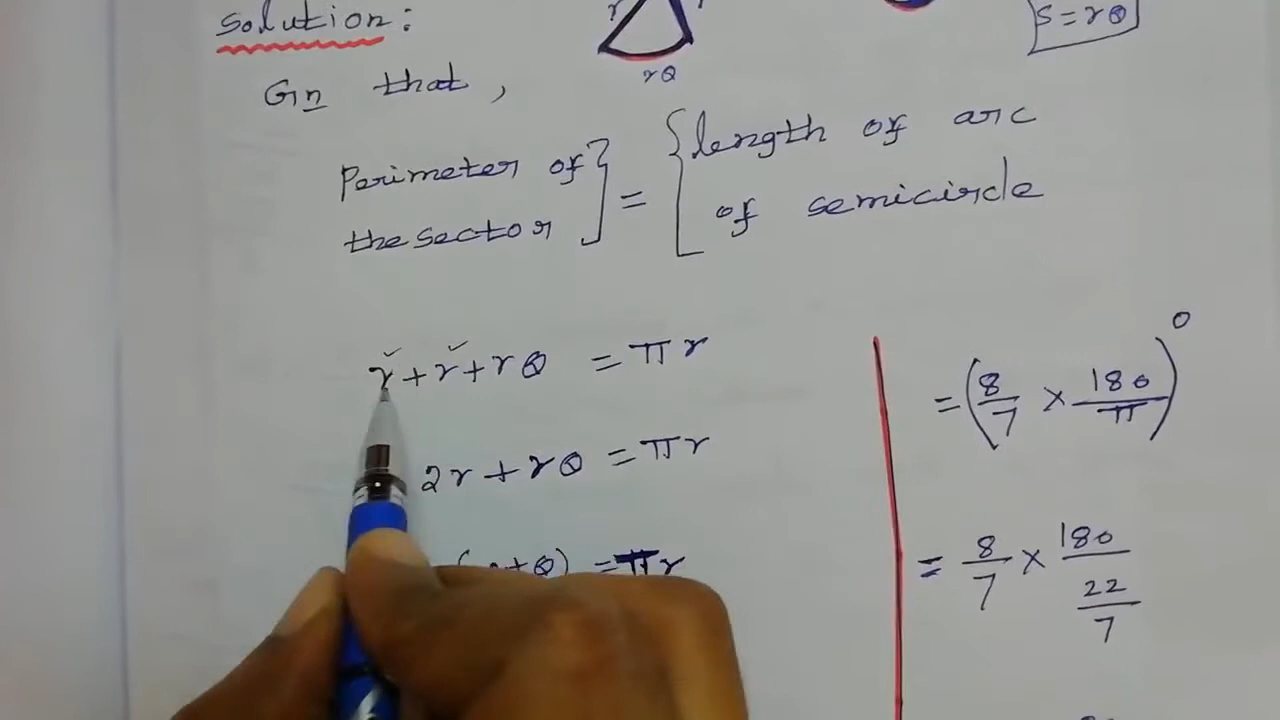 Solution:
r
rθ
S = rθ
Gn that,
Perimeter of the sector } = { length of arc of semicircle
r + r + rθ = πr
2r + rθ = πr
+θ) = πr
= (8/7 × 180/π)°
= 8/7 × 180/(22/7)